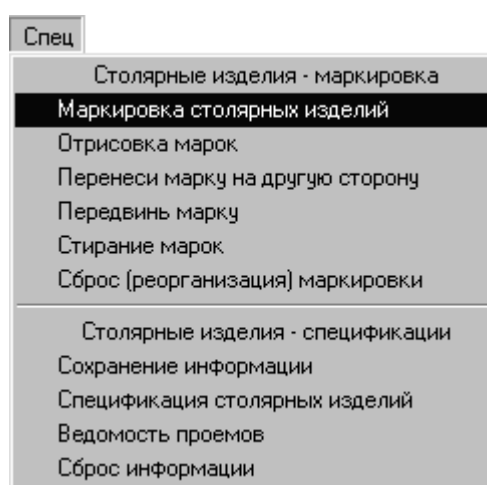 Спец
Столярные изделия - маркировка
Маркировка столярных изделий
Отрисовка марок
Перенеси марку на другую сторону
Передвинь марку
Стирание марок
Сброс (реорганизация) маркировки
Столярные изделия - спецификации
Сохранение информации
Спецификация столярных изделий
Ведомость проемов
Сброс информации